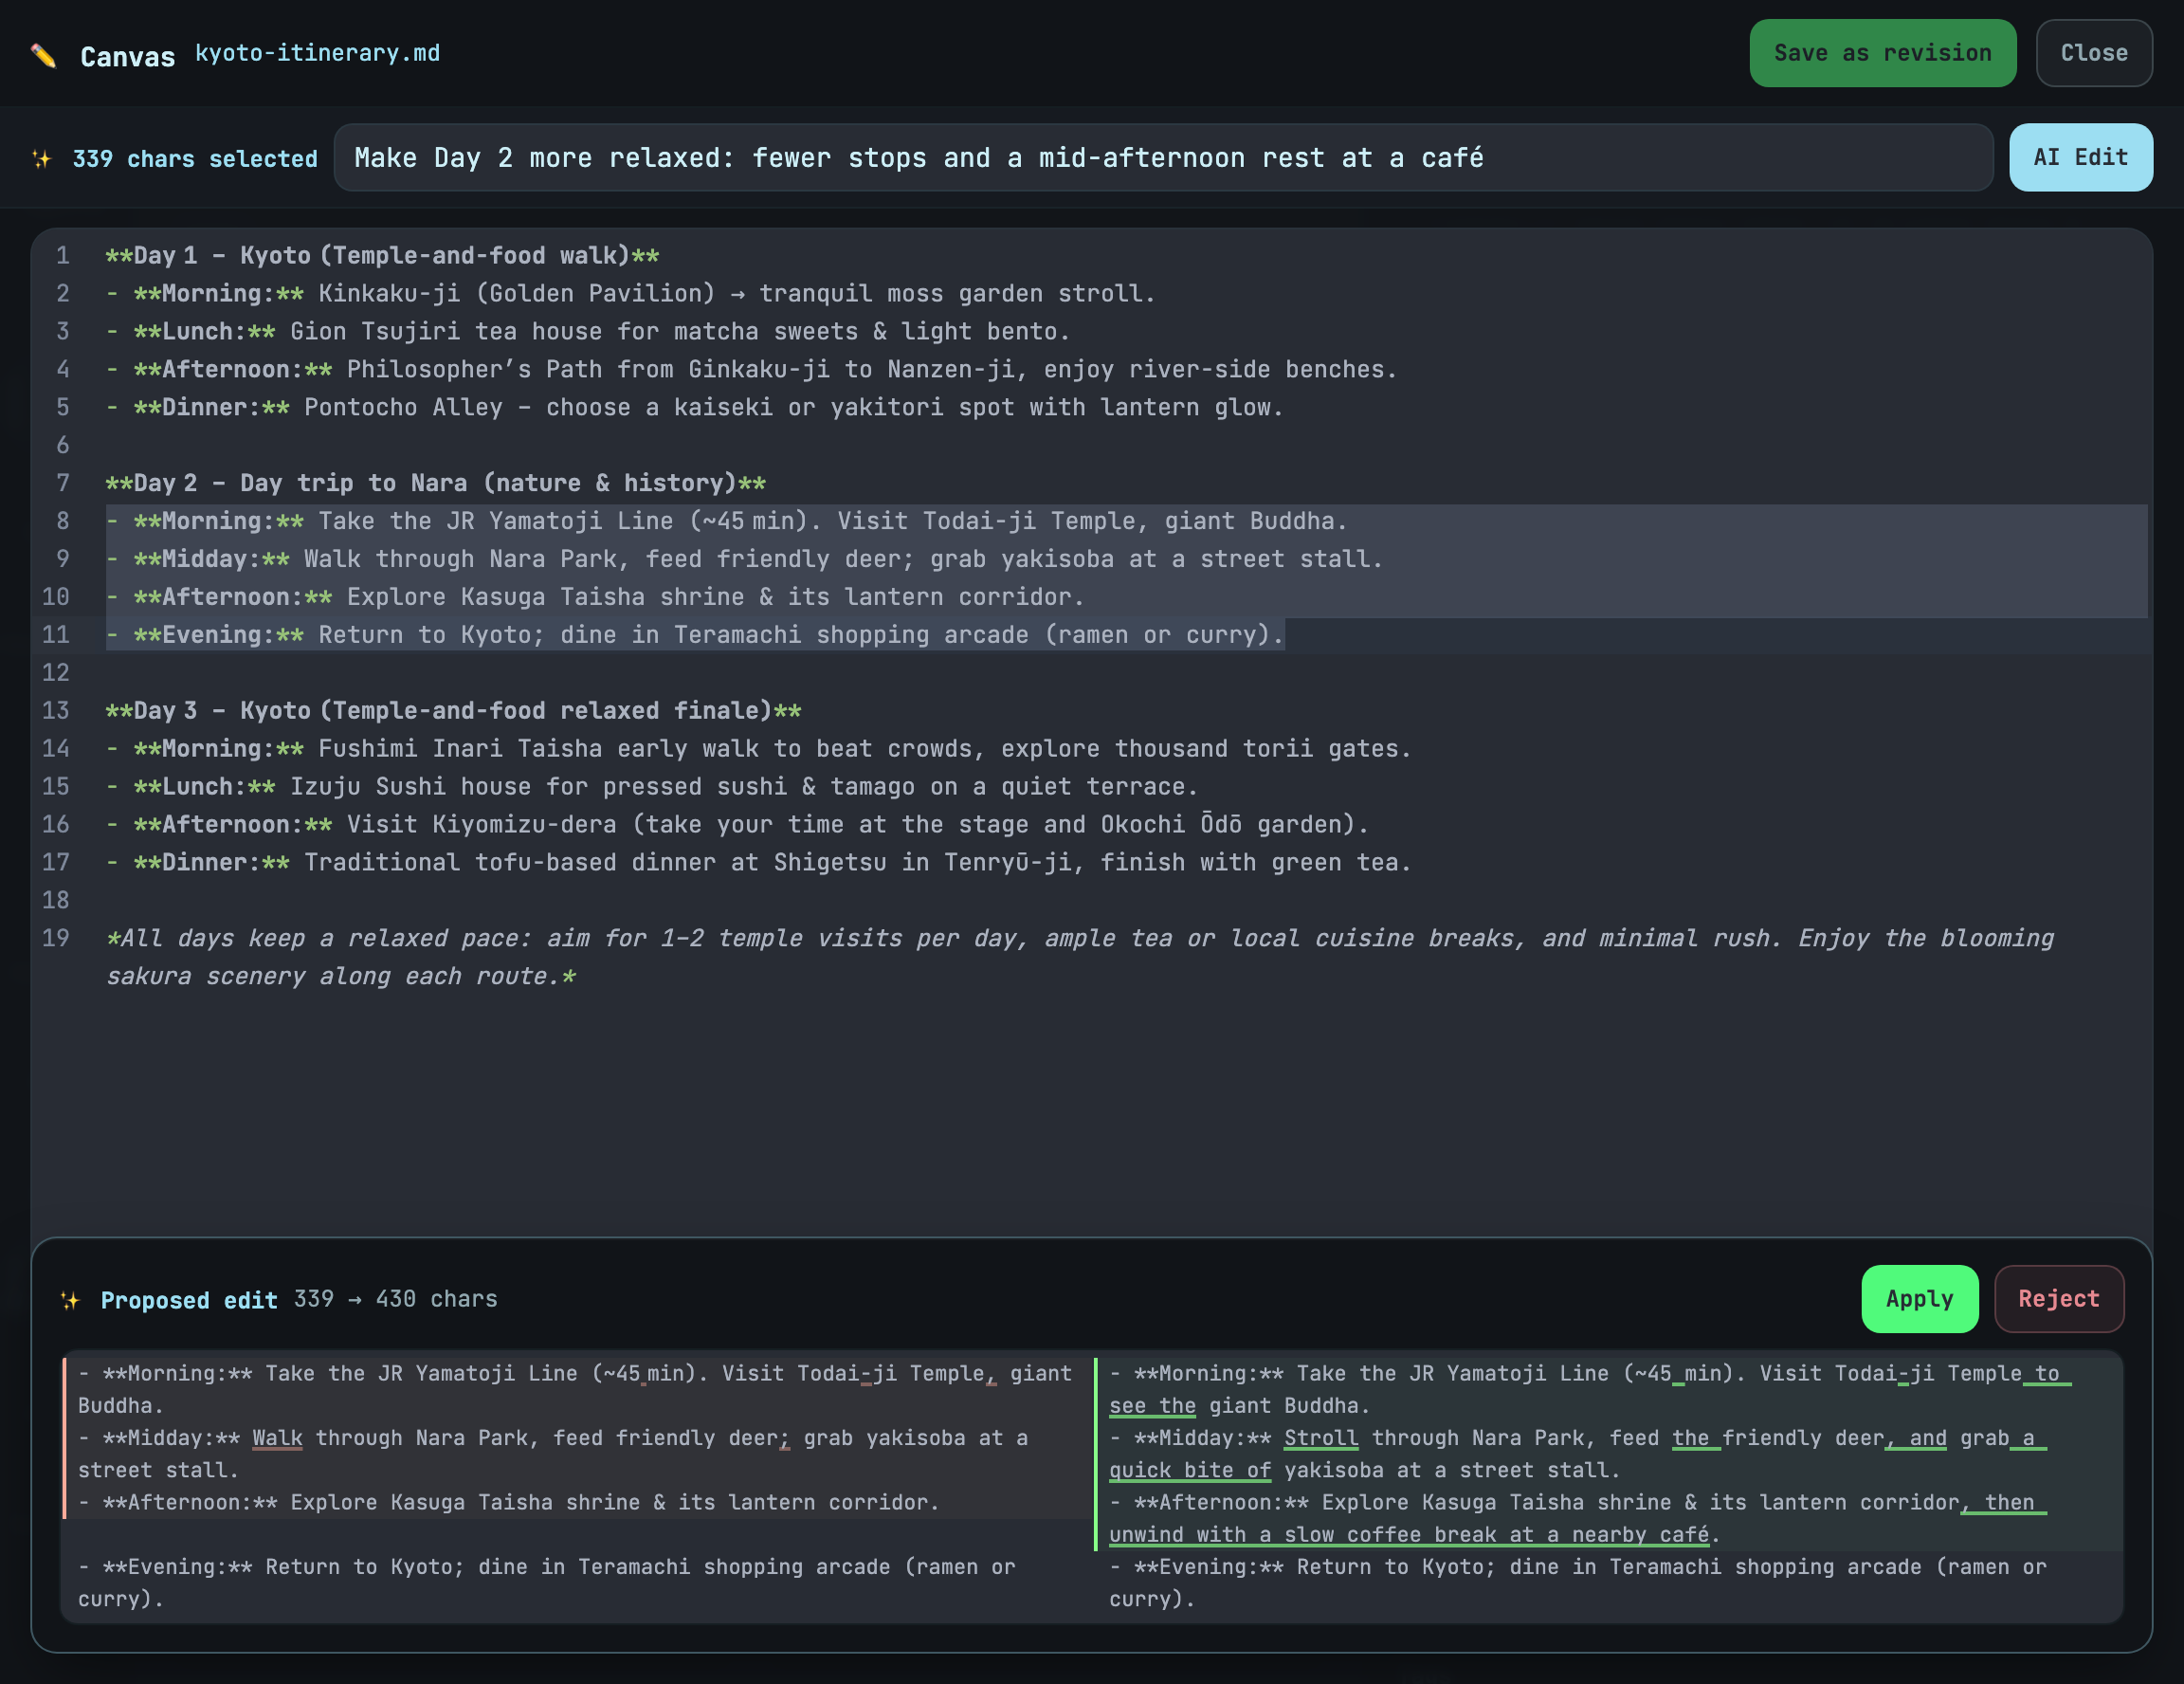 ✏️ Canvas kyoto-itinerary.md Save as revision Close
✨ 339 chars selected Make Day 2 more relaxed: fewer stops and a mid-afternoon rest at a café AI Edit
1 **Day 1 – Kyoto (Temple-and-food walk)**
2 - **Morning:** Kinkaku-ji (Golden Pavilion) → tranquil moss garden stroll.
3 - **Lunch:** Gion Tsujiri tea house for matcha sweets & light bento.
4 - **Afternoon:** Philosopher’s Path from Ginkaku-ji to Nanzen-ji, enjoy river-side benches.
5 - **Dinner:** Pontocho Alley – choose a kaiseki or yakitori spot with lantern glow.
6
7 **Day 2 – Day trip to Nara (nature & history)**
8 - **Morning:** Take the JR Yamatoji Line (~45 min). Visit Todai-ji Temple, giant Buddha.
9 - **Midday:** Walk through Nara Park, feed friendly deer; grab yakisoba at a street stall.
10 - **Afternoon:** Explore Kasuga Taisha shrine & its lantern corridor.
11 - **Evening:** Return to Kyoto; dine in Teramachi shopping arcade (ramen or curry).
12
13 **Day 3 – Kyoto (Temple-and-food relaxed finale)**
14 - **Morning:** Fushimi Inari Taisha early walk to beat crowds, explore thousand torii gates.
15 - **Lunch:** Izuju Sushi house for pressed sushi & tamago on a quiet terrace.
16 - **Afternoon:** Visit Kiyomizu-dera (take your time at the stage and Okochi Ōdō garden).
17 - **Dinner:** Traditional tofu-based dinner at Shigetsu in Tenryū-ji, finish with green tea.
18
19 *All days keep a relaxed pace: aim for 1–2 temple visits per day, ample tea or local cuisine breaks, and minimal rush. Enjoy the blooming
sakura scenery along each route.*
✨ Proposed edit 339 → 430 chars Apply Reject
- **Morning:** Take the JR Yamatoji Line (~45 min). Visit Todai-ji Temple, giant
Buddha.
- **Midday:** Walk through Nara Park, feed friendly deer; grab yakisoba at a
street stall.
- **Afternoon:** Explore Kasuga Taisha shrine & its lantern corridor.
- **Evening:** Return to Kyoto; dine in Teramachi shopping arcade (ramen or
curry).
- **Morning:** Take the JR Yamatoji Line (~45 min). Visit Todai-ji Temple to
see the giant Buddha.
- **Midday:** Stroll through Nara Park, feed the friendly deer, and grab a
quick bite of yakisoba at a street stall.
- **Afternoon:** Explore Kasuga Taisha shrine & its lantern corridor, then
unwind with a slow coffee break at a nearby café.
- **Evening:** Return to Kyoto; dine in Teramachi shopping arcade (ramen or
curry).